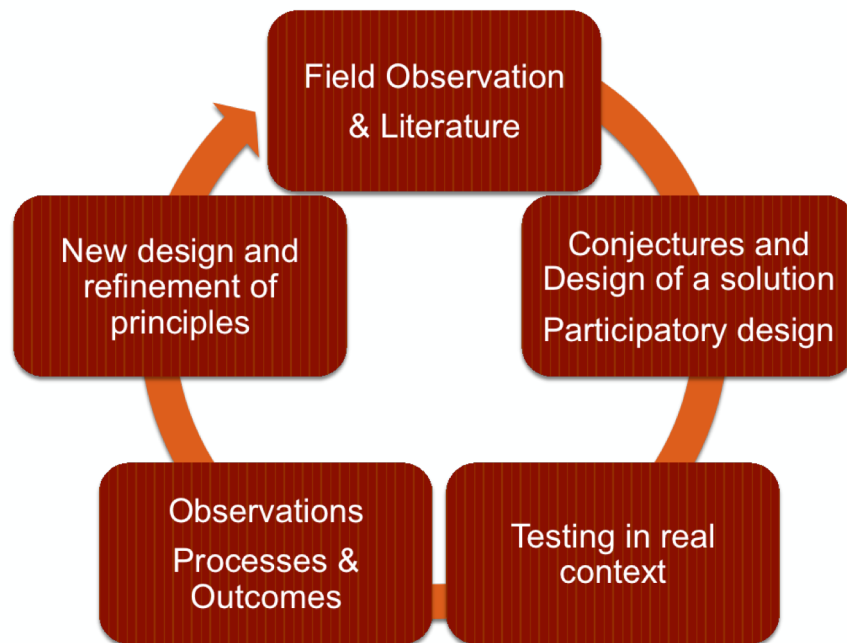 Field Observation
& Literature
Conjectures and
Design of a solution
Participatory design
Testing in real
context
Observations
Processes &
Outcomes
New design and
refinement of
principles